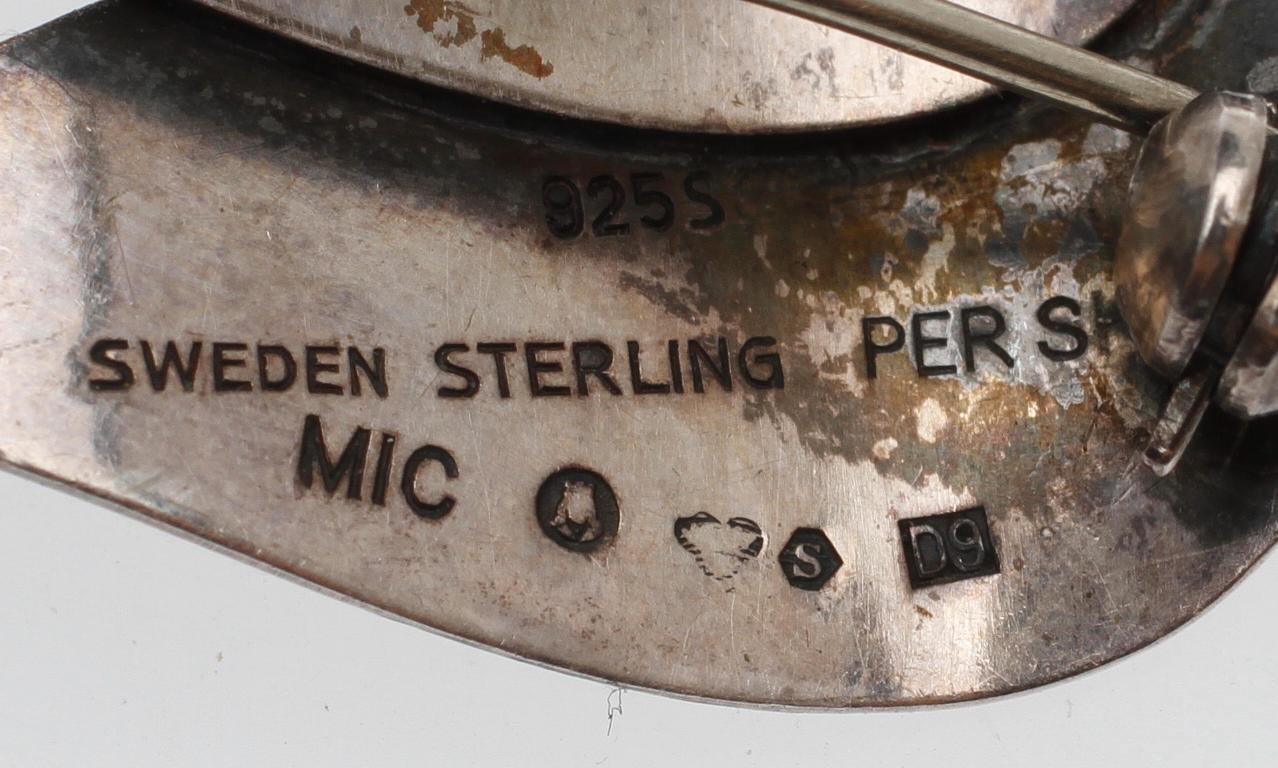 925S
SWEDEN STERLING PER S
MIC S D9